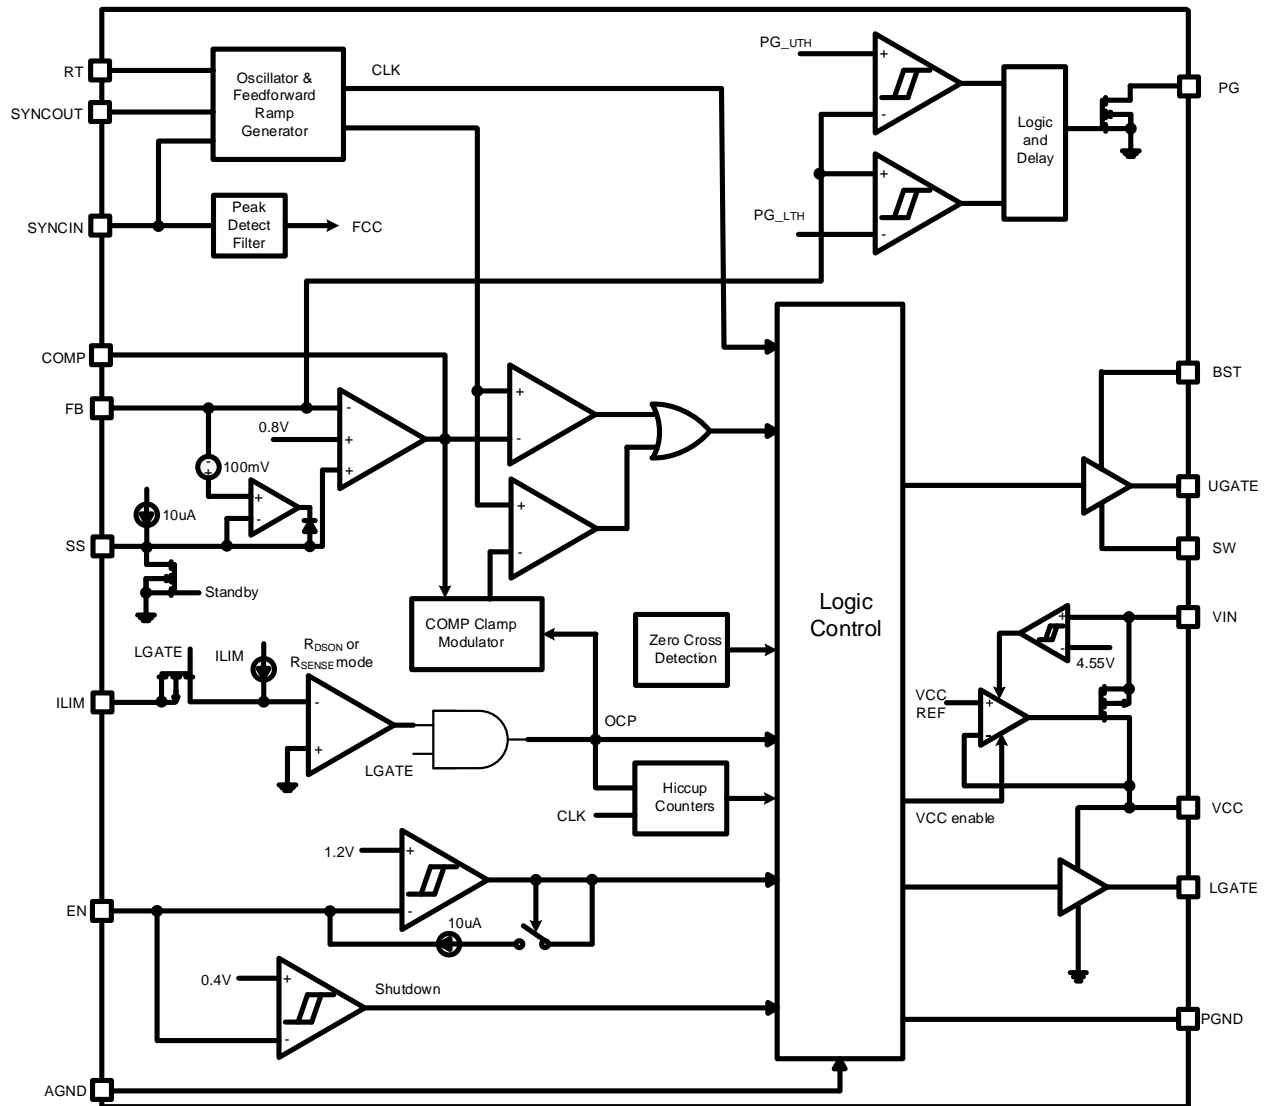 RT
SYNCOUT
SYNCIN
Oscillator &
Feedforward
Ramp
Generator
CLK
Peak
Detect
Filter
FCC
PG_UTH
+
-
PG_LTH
+
-
Logic
and
Delay
PG
COMP
FB
0.8V
-
+
+
100mV
-
+
10uA
+
-
SS
Standby
+
-
+
-
COMP Clamp
Modulator
Logic
Control
BST
UGATE
SW
VIN
+
-
4.55V
VCC
REF
+
-
VCC enable
VCC
LGATE
PGND
Zero Cross
Detection
LGATE
ILIM
RDSON or
RSENSE mode
ILIM
-
+
LGATE
OCP
Hiccup
Counters
CLK
1.2V
+
-
EN
10uA
0.4V
+
-
Shutdown
AGND